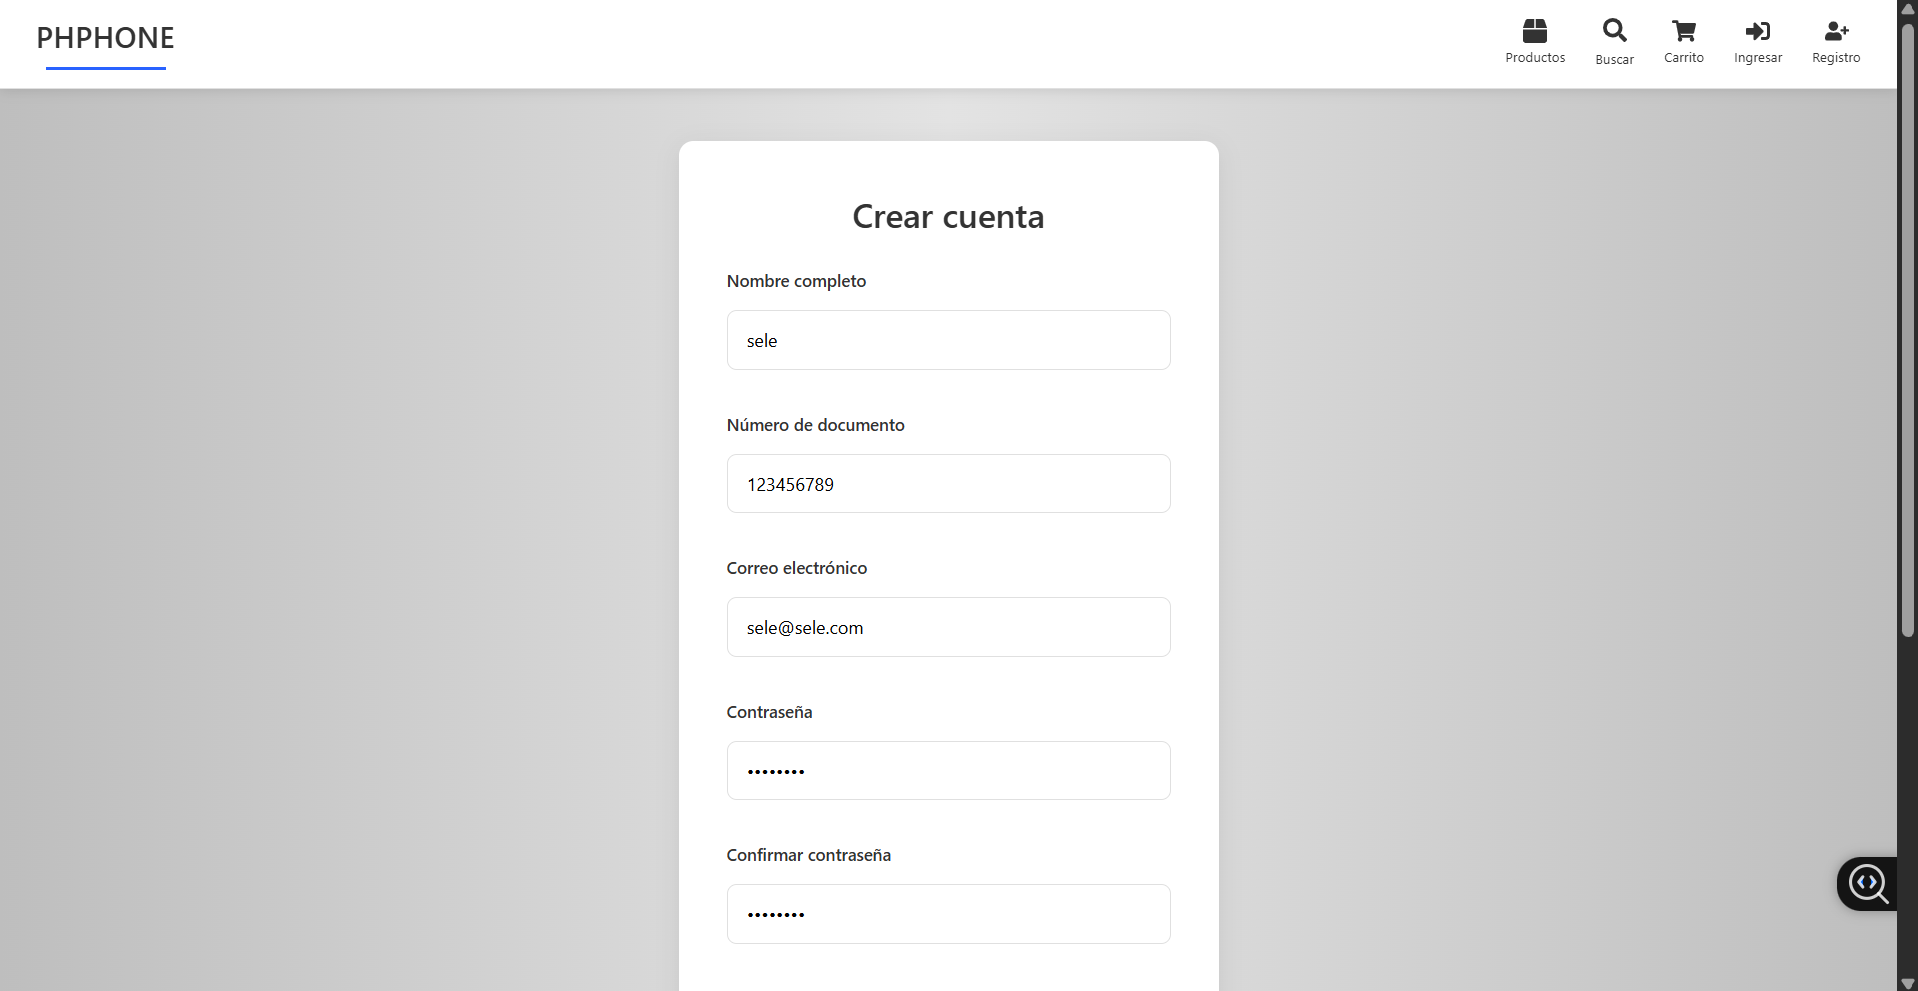 PHPHONE
Productos
Buscar
Carrito
Ingresar
Registro
Crear cuenta
Nombre completo
sele
Número de documento
123456789
Correo electrónico
sele@sele.com
Contraseña
••••••••
Confirmar contraseña
••••••••